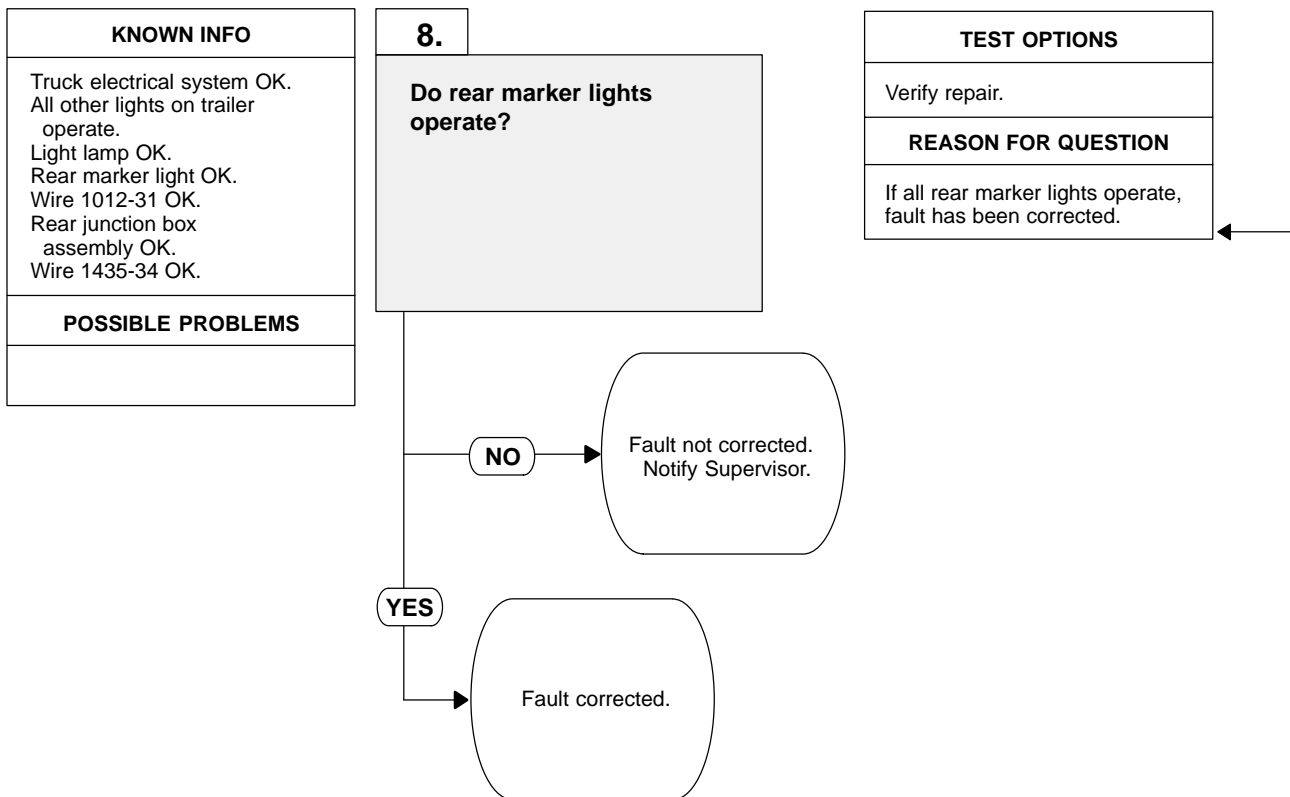 KNOWN INFO
Truck electrical system OK.
All other lights on trailer
operate.
Light lamp OK.
Rear marker light OK.
Wire 1012-31 OK.
Rear junction box
assembly OK.
Wire 1435-34 OK.
POSSIBLE PROBLEMS
8.
Do rear marker lights
operate?
TEST OPTIONS
Verify repair.
REASON FOR QUESTION
If all rear marker lights operate,
fault has been corrected.
NO
Fault not corrected.
Notify Supervisor.
YES
Fault corrected.